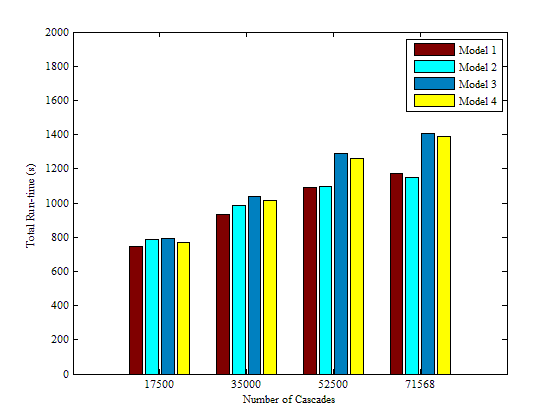 2000
1800
1600
1400
1200
1000
800
600
400
200
0
Total Run-time (s)
Model 1
Model 2
Model 3
Model 4
17500 35000 52500 71568
Number of Cascades